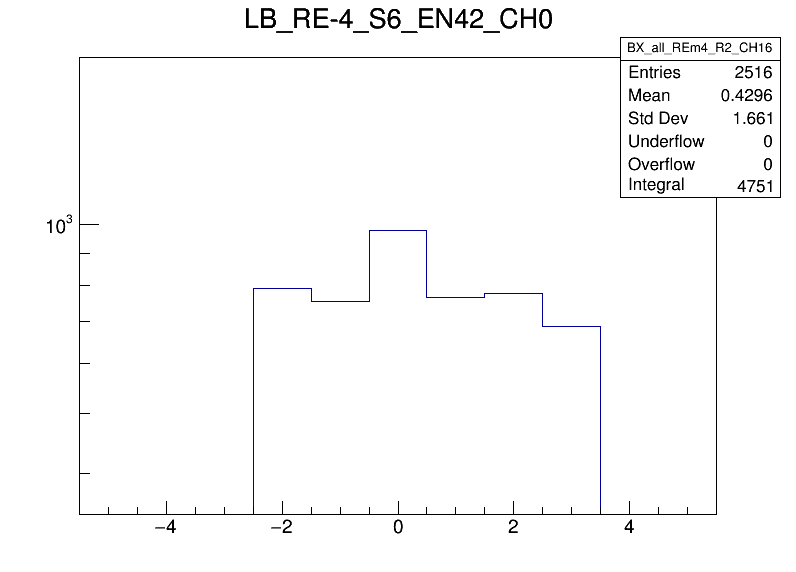 LB_RE-4_S6_EN42_CH0
BX_all_REm4_R2_CH16
Entries 2516
Mean 0.4296
Std Dev 1.661
Underflow 0
Overflow 0
Integral 4751
10³
−4 −2 0 2 4